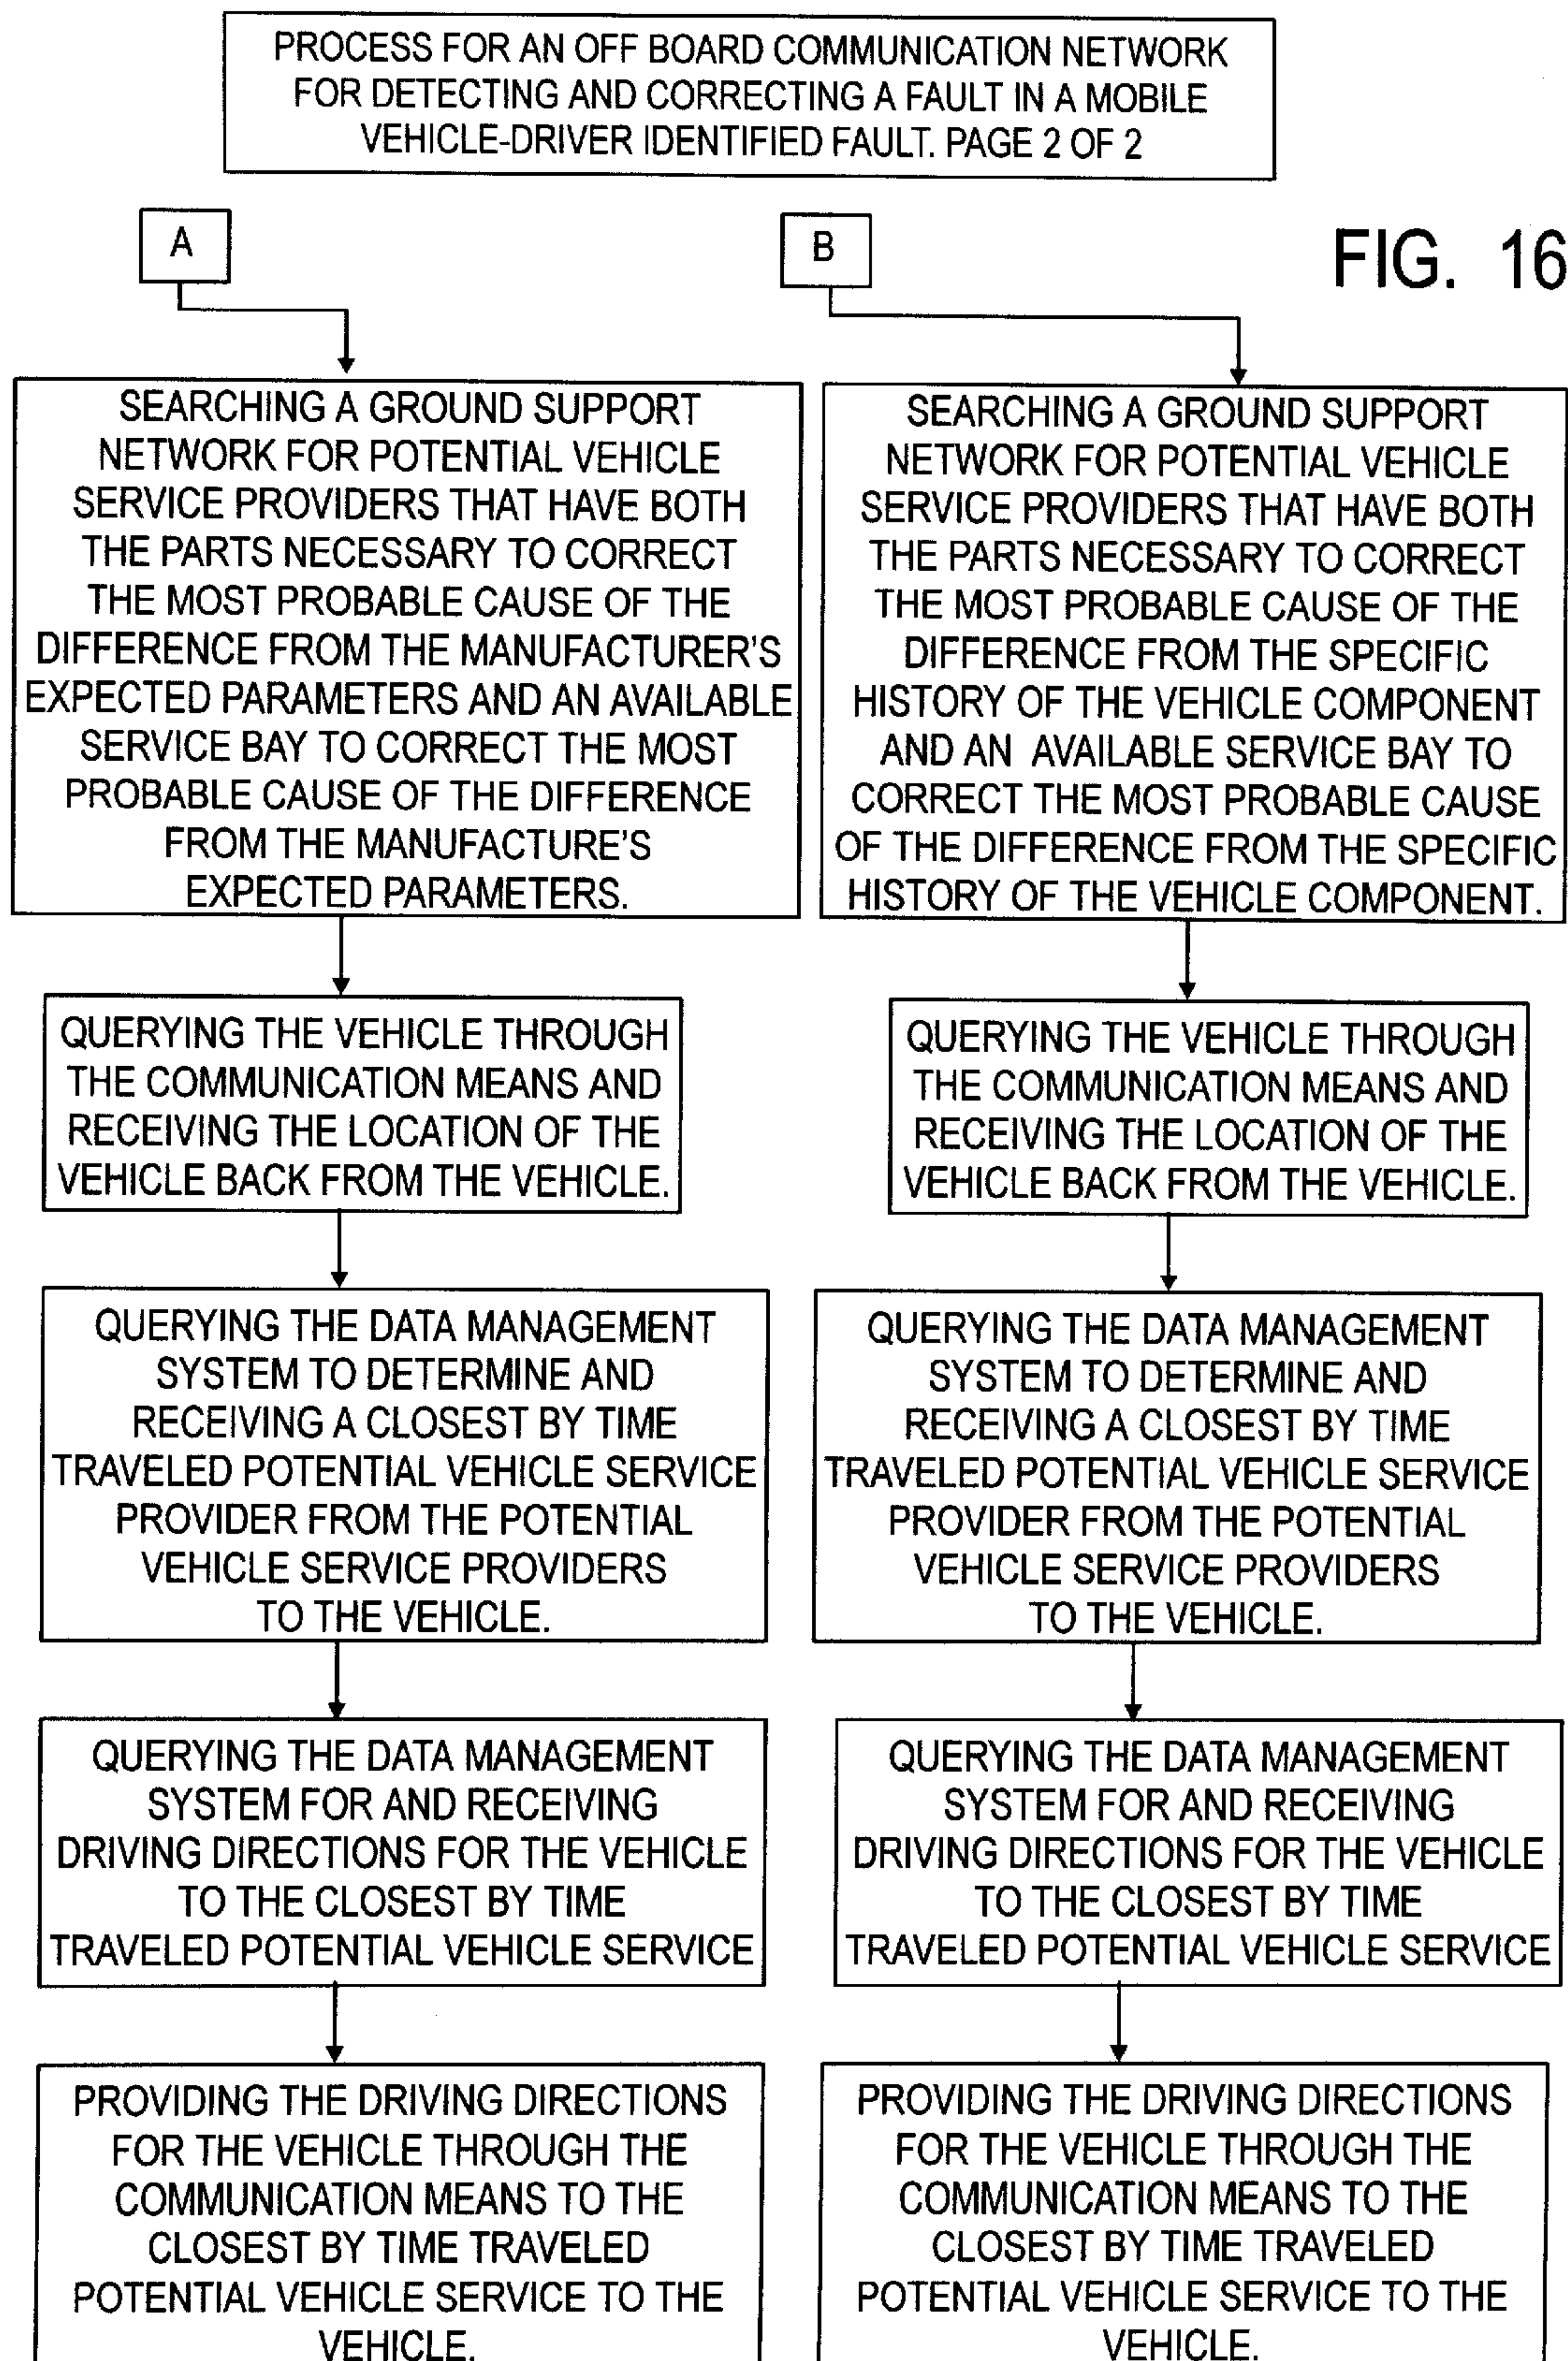 PROCESS FOR AN OFF BOARD COMMUNICATION NETWORK
FOR DETECTING AND CORRECTING A FAULT IN A MOBILE
VEHICLE-DRIVER IDENTIFIED FAULT. PAGE 2 OF 2
A
B
FIG. 16
SEARCHING A GROUND SUPPORT
NETWORK FOR POTENTIAL VEHICLE
SERVICE PROVIDERS THAT HAVE BOTH
THE PARTS NECESSARY TO CORRECT
THE MOST PROBABLE CAUSE OF THE
DIFFERENCE FROM THE MANUFACTURER'S
EXPECTED PARAMETERS AND AN AVAILABLE
SERVICE BAY TO CORRECT THE MOST
PROBABLE CAUSE OF THE DIFFERENCE
FROM THE MANUFACTURE'S
EXPECTED PARAMETERS.
QUERYING THE VEHICLE THROUGH
THE COMMUNICATION MEANS AND
RECEIVING THE LOCATION OF THE
VEHICLE BACK FROM THE VEHICLE.
QUERYING THE DATA MANAGEMENT
SYSTEM TO DETERMINE AND
RECEIVING A CLOSEST BY TIME
TRAVELED POTENTIAL VEHICLE SERVICE
PROVIDER FROM THE POTENTIAL
VEHICLE SERVICE PROVIDERS
TO THE VEHICLE.
QUERYING THE DATA MANAGEMENT
SYSTEM FOR AND RECEIVING
DRIVING DIRECTIONS FOR THE VEHICLE
TO THE CLOSEST BY TIME
TRAVELED POTENTIAL VEHICLE SERVICE
PROVIDING THE DRIVING DIRECTIONS
FOR THE VEHICLE THROUGH THE
COMMUNICATION MEANS TO THE
CLOSEST BY TIME TRAVELED
POTENTIAL VEHICLE SERVICE TO THE
VEHICLE.
SEARCHING A GROUND SUPPORT
NETWORK FOR POTENTIAL VEHICLE
SERVICE PROVIDERS THAT HAVE BOTH
THE PARTS NECESSARY TO CORRECT
THE MOST PROBABLE CAUSE OF THE
DIFFERENCE FROM THE SPECIFIC
HISTORY OF THE VEHICLE COMPONENT
AND AN AVAILABLE SERVICE BAY TO
CORRECT THE MOST PROBABLE CAUSE
OF THE DIFFERENCE FROM THE SPECIFIC
HISTORY OF THE VEHICLE COMPONENT.
QUERYING THE VEHICLE THROUGH
THE COMMUNICATION MEANS AND
RECEIVING THE LOCATION OF THE
VEHICLE BACK FROM THE VEHICLE.
QUERYING THE DATA MANAGEMENT
SYSTEM TO DETERMINE AND
RECEIVING A CLOSEST BY TIME
TRAVELED POTENTIAL VEHICLE SERVICE
PROVIDER FROM THE POTENTIAL
VEHICLE SERVICE PROVIDERS
TO THE VEHICLE.
QUERYING THE DATA MANAGEMENT
SYSTEM FOR AND RECEIVING
DRIVING DIRECTIONS FOR THE VEHICLE
TO THE CLOSEST BY TIME
TRAVELED POTENTIAL VEHICLE SERVICE
PROVIDING THE DRIVING DIRECTIONS
FOR THE VEHICLE THROUGH THE
COMMUNICATION MEANS TO THE
CLOSEST BY TIME TRAVELED
POTENTIAL VEHICLE SERVICE TO THE
VEHICLE.